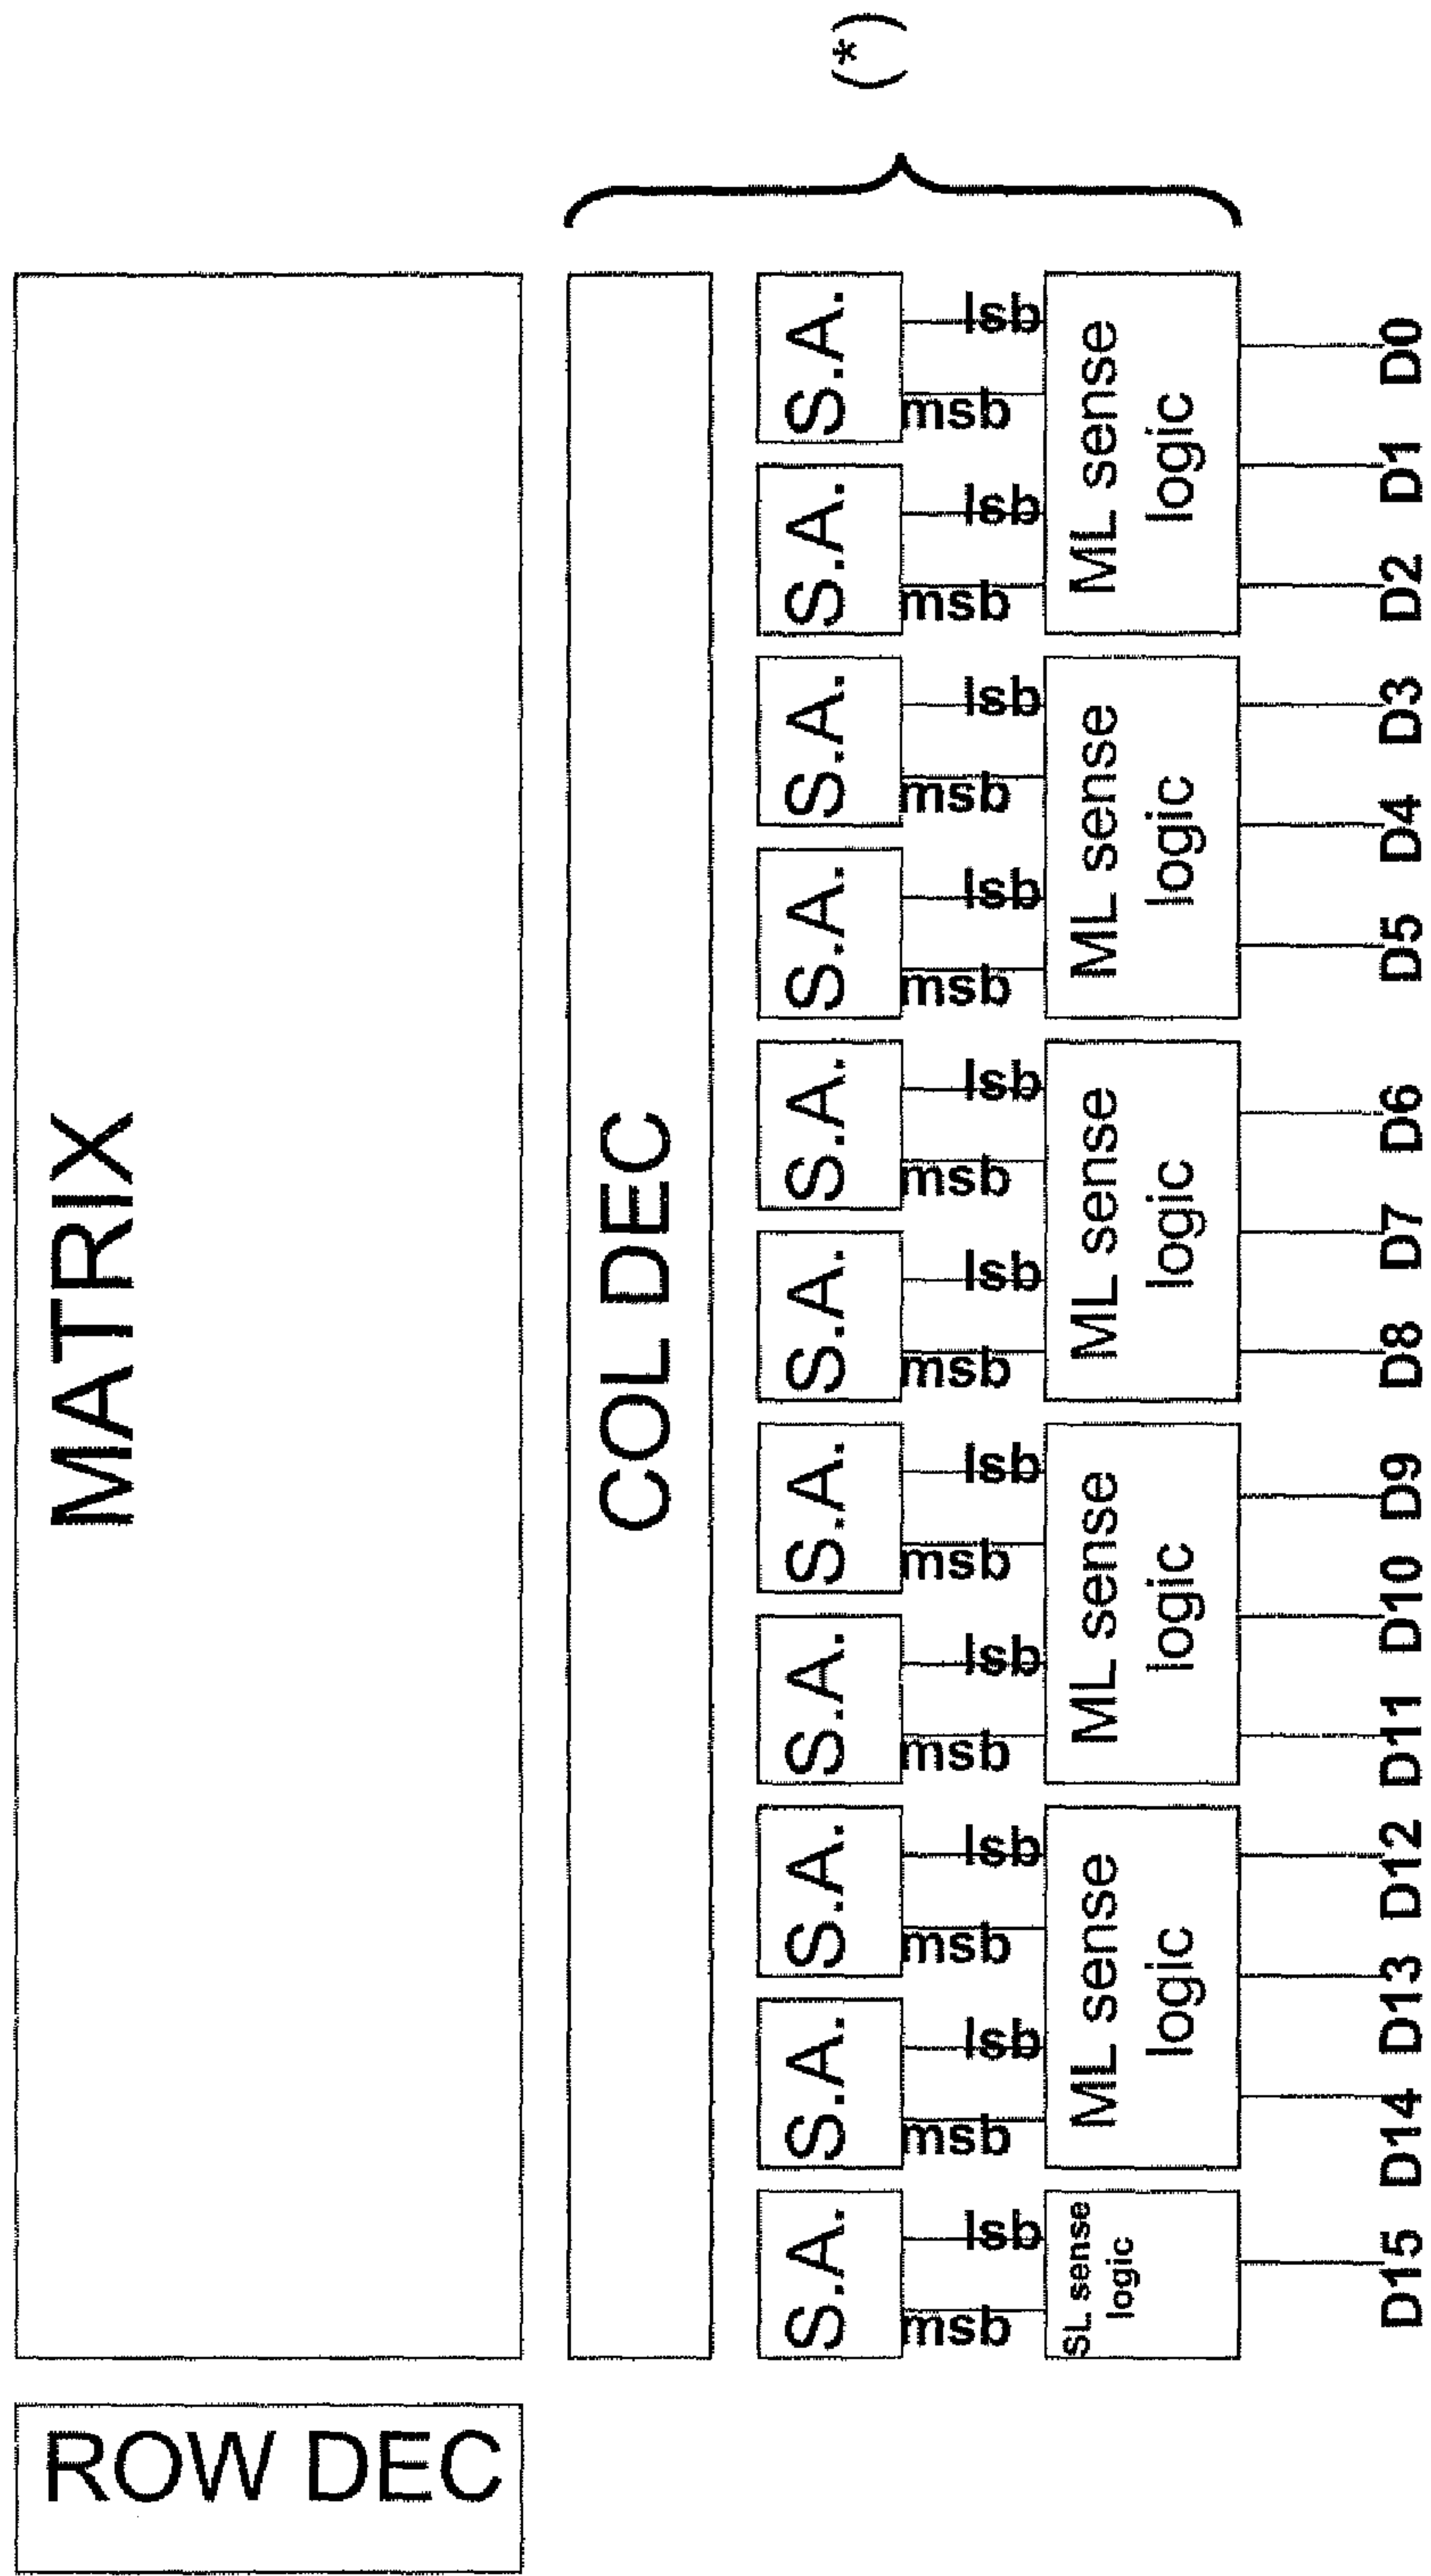 ROW DEC MATRIX
COL DEC
S.A. S.A. S.A. S.A. S.A. S.A. S.A. S.A. S.A. S.A. S.A.
(*)
msb lsb msb lsb msb lsb msb lsb msb lsb msb lsb msb lsb msb lsb msb lsb msb lsb msb lsb
SL sense ML sense ML sense ML sense ML sense ML sense
logic logic logic logic logic logic
D15 D14 D13 D12 D11 D10 D9 D8 D7 D6 D5 D4 D3 D2 D1 D0